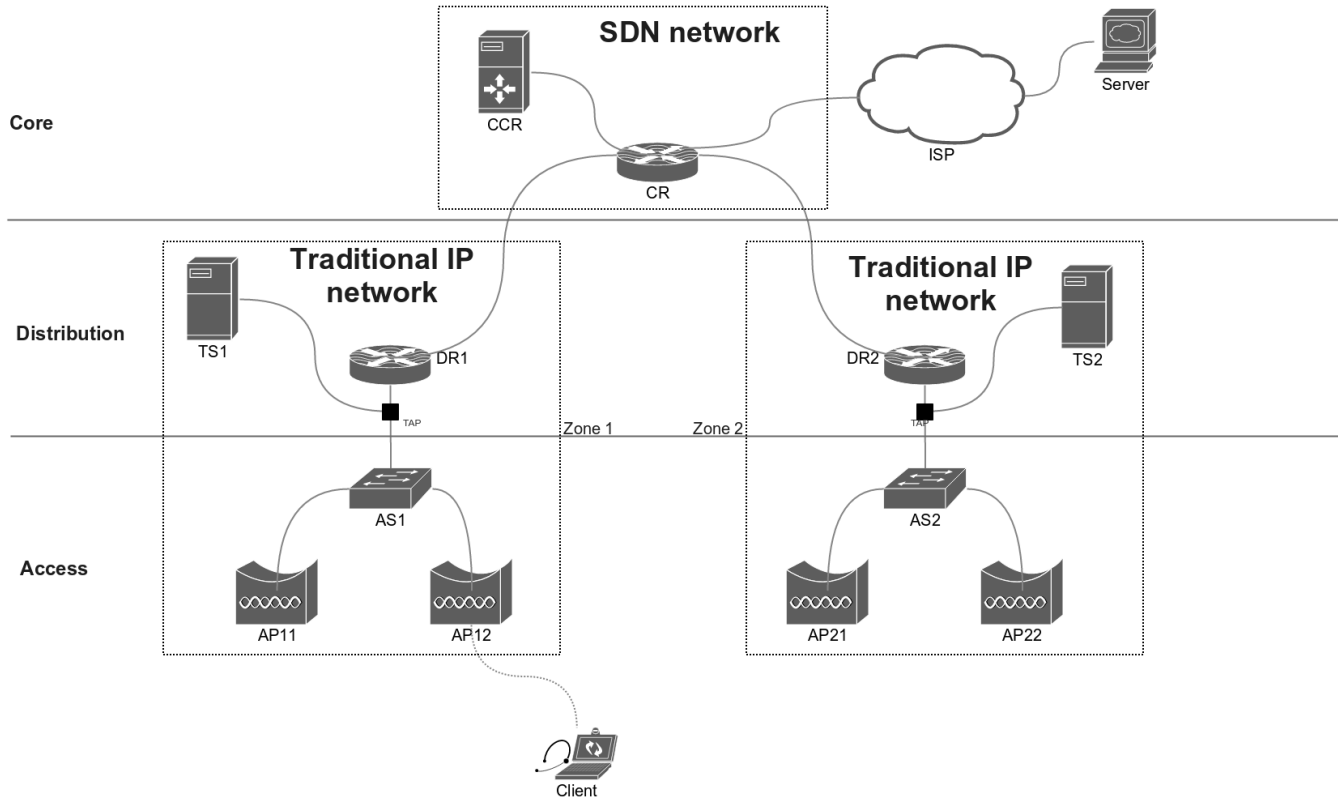 SDN network
Server
CCR
Core
ISP
CR
Traditional IP
network
Traditional IP
network
Distribution
TS1
DR1
DR2
TS2
TAP
TAP
Zone 1
Zone 2
AS1
AS2
Access
AP11
AP12
AP21
AP22
Client